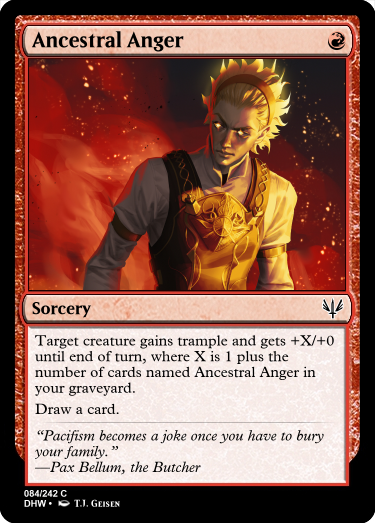 Ancestral Anger
Sorcery
Target creature gains trample and gets +X/+0
until end of turn, where X is 1 plus the
number of cards named Ancestral Anger in
your graveyard.
Draw a card.
“Pacifism becomes a joke once you have to bury
your family.”
—Pax Bellum, the Butcher
084/242 C
DHW • T.J. Geisen